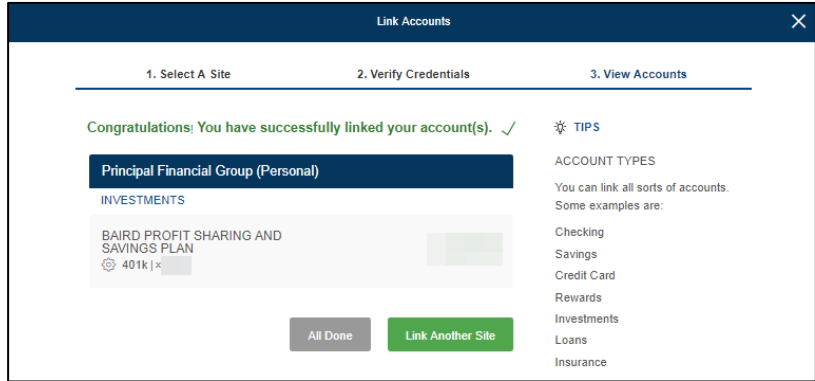 Link Accounts
1. Select A Site
2. Verify Credentials
3. View Accounts
Congratulations! You have successfully linked your account(s).
Principal Financial Group (Personal)
INVESTMENTS
BAIRD PROFIT SHARING AND
SAVINGS PLAN
401k | x
All Done
Link Another Site
TIPS
ACCOUNT TYPES
You can link all sorts of accounts.
Some examples are:
Checking
Savings
Credit Card
Rewards
Investments
Loans
Insurance